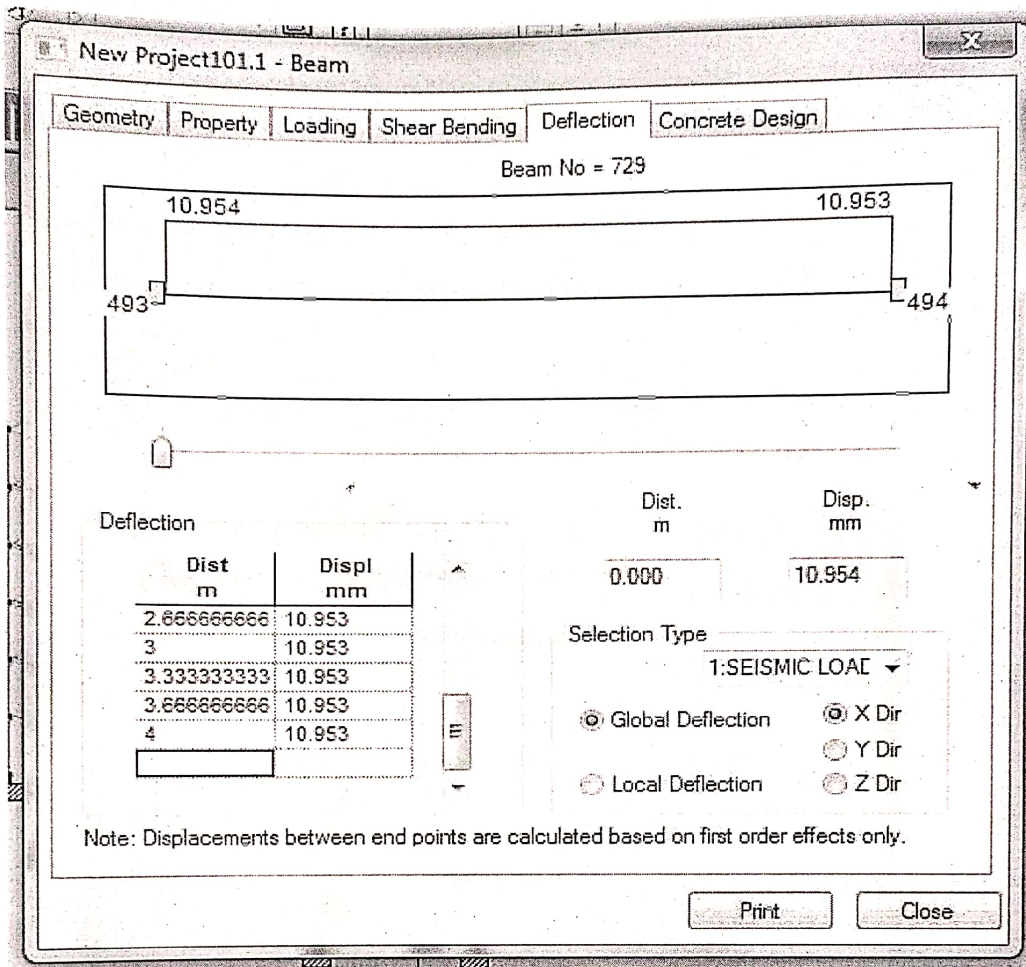 New Project101.1 - Beam
Geometry Property Loading Shear Bending Deflection Concrete Design
Beam No = 729
10.954 10.953
493 494
Dist. Disp.
m mm
Deflection
Dist Displ
m mm
0.000 10.954
2.666666666 10.953
3 10.953
3.333333333 10.953
3.666666666 10.953
4 10.953
Selection Type
1:SEISMIC LOAD
Global Deflection X Dir
Y Dir
Local Deflection Z Dir
Note: Displacements between end points are calculated based on first order effects only.
Print Close